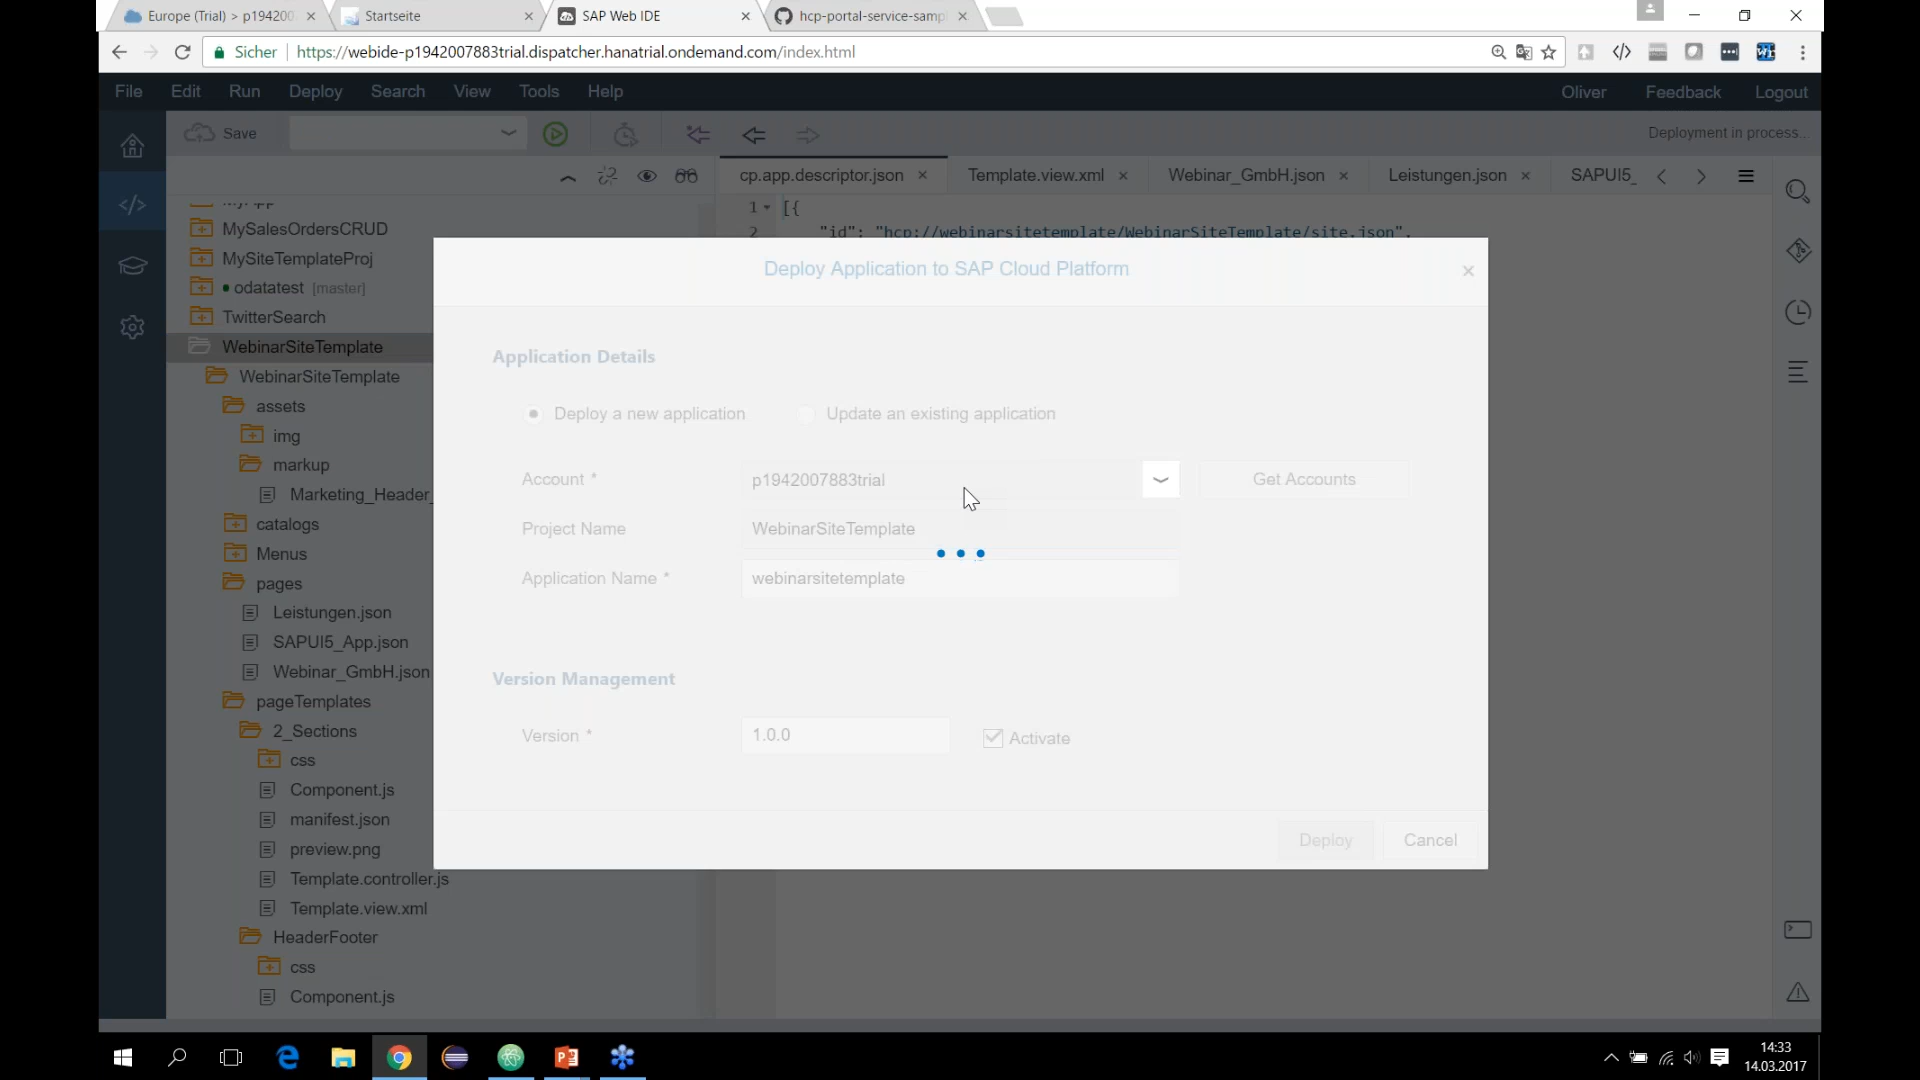 Europe (Trial) > p194200
Startseite
SAP Web IDE
hcp-portal-service-samp
Sicher
https://webide-p1942007883trial.dispatcher.hanatrial.ondemand.com/index.html
File Edit Run Deploy Search View Tools Help
Oliver Feedback Logout
Save
Deployment in process...
cp.app.descriptor.json
Template.view.xml
Webinar_GmbH.json
Leistungen.json
SAPUI5_
1 [{
2 "id": "hcp://webinarsitetemplate/WebinarSiteTemplate/site.json",
MyApp
MySalesOrdersCRUD
MySiteTemplateProj
odatatest [master]
TwitterSearch
WebinarSiteTemplate
WebinarSiteTemplate
assets
img
markup
Marketing_Header_
catalogs
Menus
pages
Leistungen.json
SAPUI5_App.json
Webinar_GmbH.json
pageTemplates
2_Sections
css
Component.js
manifest.json
preview.png
Template.controller.js
Template.view.xml
HeaderFooter
css
Component.js
Deploy Application to SAP Cloud Platform
Application Details
Deploy a new application
Update an existing application
Account * p1942007883trial
Get Accounts
Project Name WebinarSiteTemplate
Application Name * webinarsitetemplate
Version Management
Version * 1.0.0
Activate
Deploy Cancel
14:33
14.03.2017